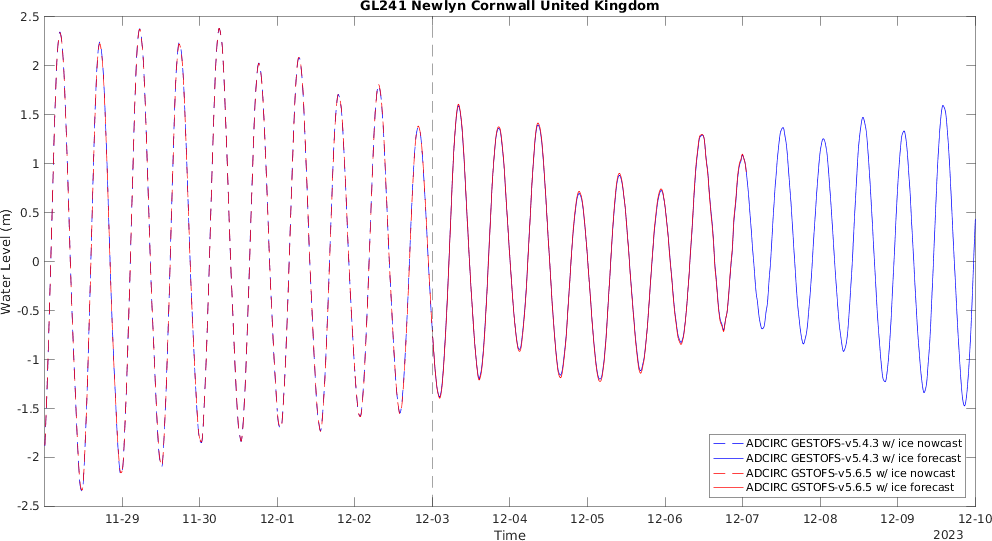 GL241 Newlyn Cornwall United Kingdom
2.5
2
1.5
1
0.5
0
-0.5
-1
-1.5
-2
-2.5
Water Level (m)
11-29 11-30 12-01 12-02 12-03 12-04 12-05 12-06 12-07 12-08 12-09 12-10
Time
2023
ADCIRC GESTOFS-v5.4.3 w/ ice nowcast
ADCIRC GESTOFS-v5.4.3 w/ ice forecast
ADCIRC GSTOFS-v5.6.5 w/ ice nowcast
ADCIRC GSTOFS-v5.6.5 w/ ice forecast